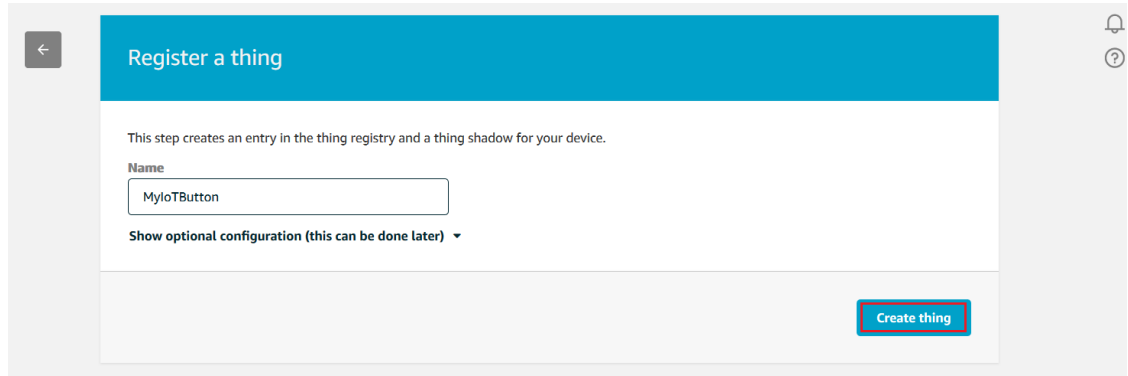 Register a thing
This step creates an entry in the thing registry and a thing shadow for your device.
Name
MyIoTButton
Show optional configuration (this can be done later)
Create thing